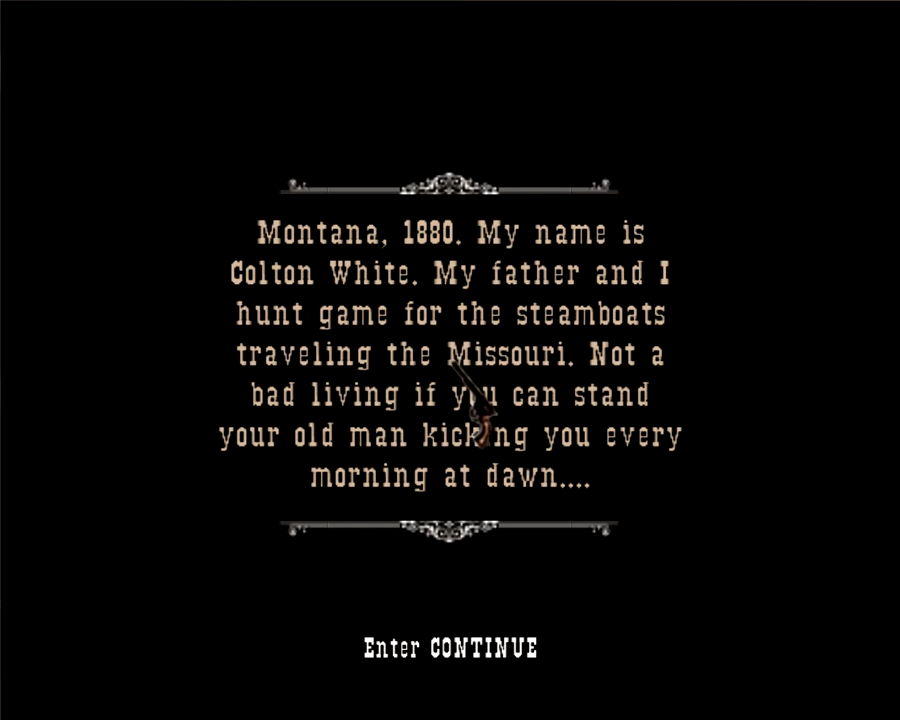 Montana, 1880. My name is
Colton White. My father and I
hunt game for the steamboats
traveling the Missouri. Not a
bad living if you can stand
your old man kicking you every
morning at dawn....
Enter CONTINUE